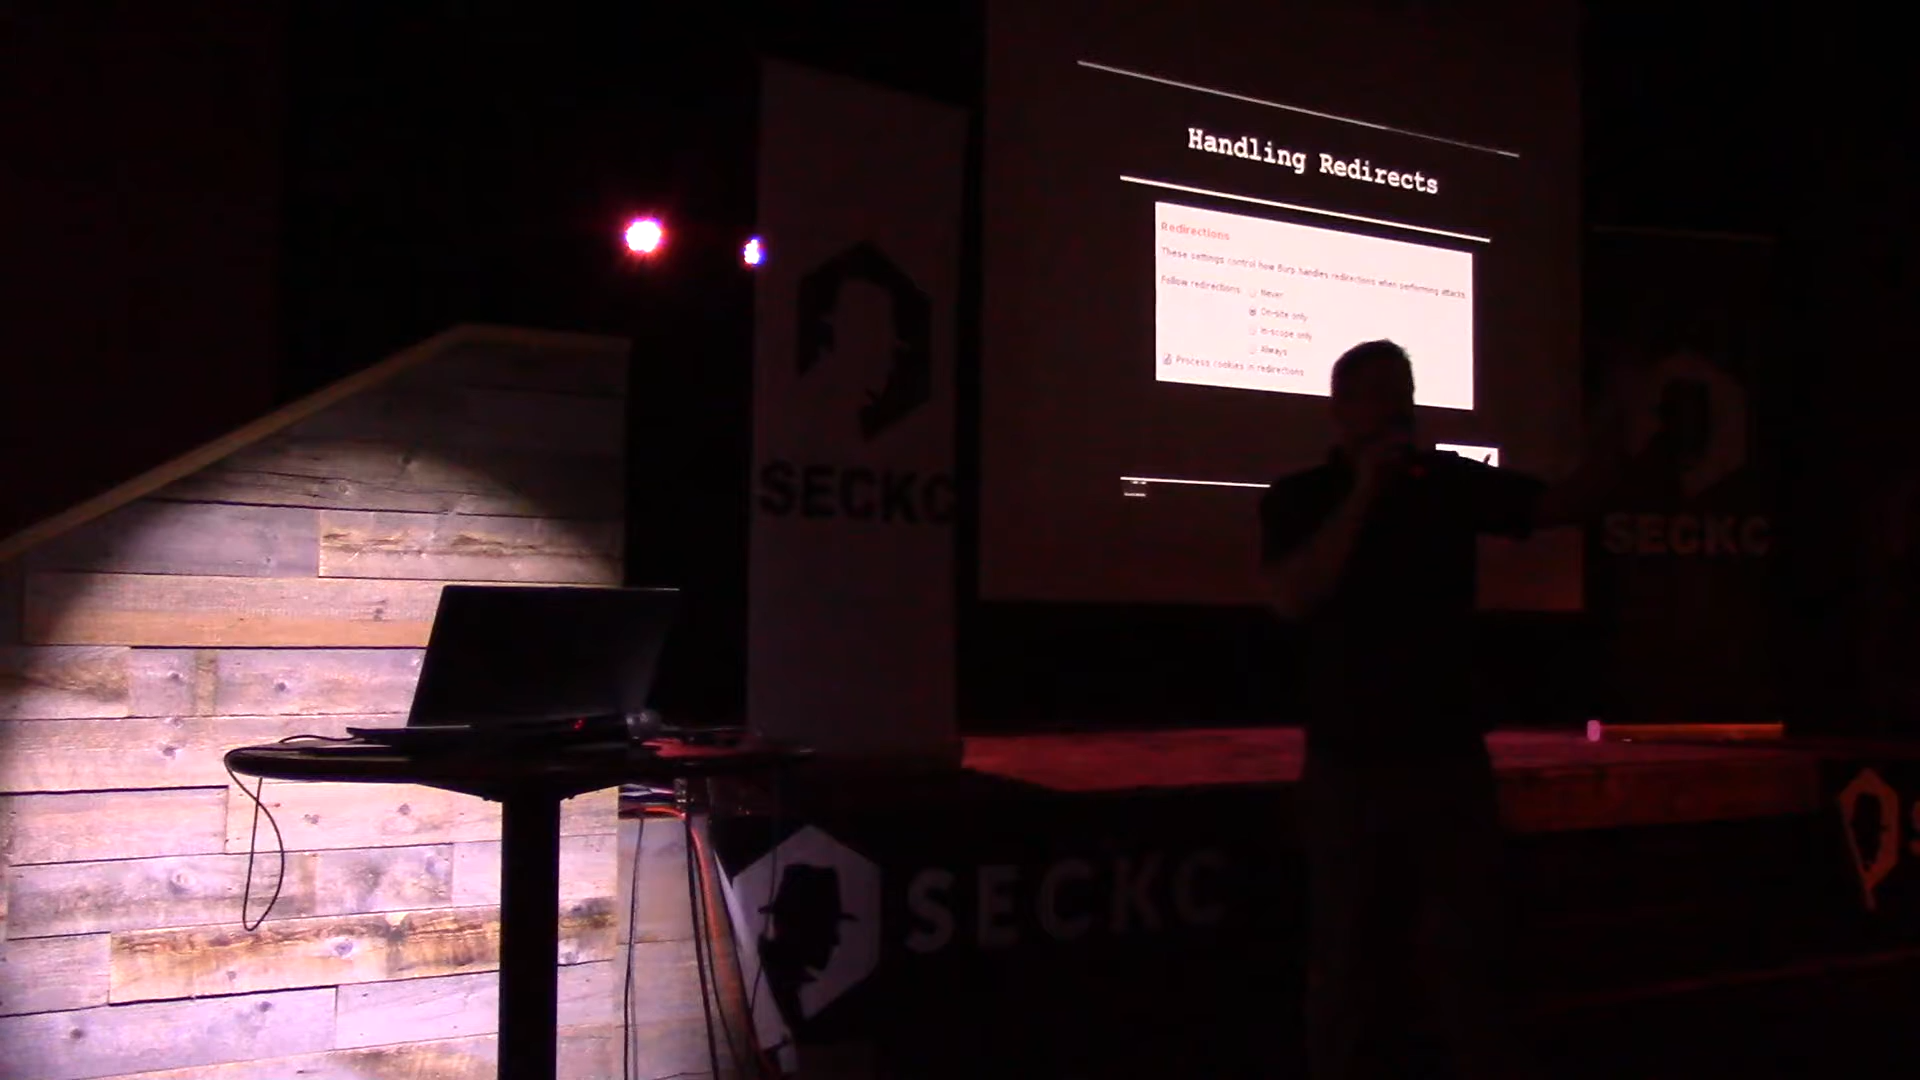 Handling Redirects
Redirections
These settings control how Burp handles redirections when performing attacks.
Follow redirections:
Never
On-site only
In-scope only
Always
Process cookies in redirections
SECKC
SECKC
SECKC
S